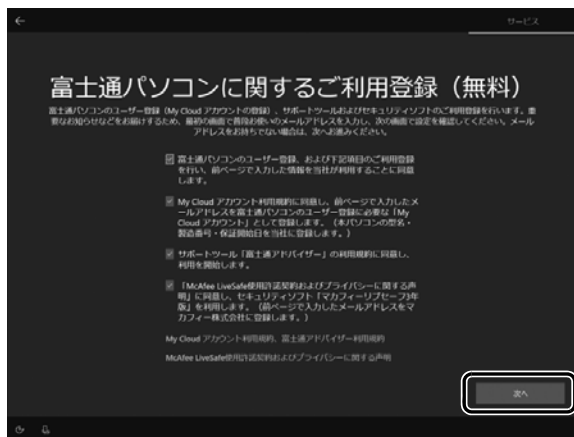 サービス
富士通パソコンに関するご利用登録（無料）
富士通パソコンのユーザー登録（My Cloud アカウントの登録）、サポートツールおよびセキュリティソフトのご利用登録を行います。重
要なお知らせなどをお届けするため、最初の画面で普段お使いのメールアドレスを入力し、次の画面で設定を確認してください。メール
アドレスをお持ちでない場合は、次へお進みください。
富士通パソコンのユーザー登録、および下記項目のご利用登録
を行い、前ページで入力した情報を当社が利用することに同意
します。
My Cloud アカウント利用規約に同意し、前ページで入力したメ
ールアドレスを富士通パソコンのユーザー登録に必要な「My
Cloud アカウント」として登録します。（本パソコンの型名・
製造番号・保証開始日を当社に登録します。）
サポートツール「富士通アドバイザー」の利用規約に同意し、
利用を開始します。
「McAfee LiveSafe使用許諾契約およびプライバシーに関する声
明」に同意し、セキュリティソフト「マカフィーリブセーフ3年
版」を利用します。（前ページで入力したメールアドレスをマ
カフィー株式会社に登録します。）
My Cloud アカウント利用規約、富士通アドバイザー利用規約
McAfee LiveSafe使用許諾契約およびプライバシーに関する声明
次へ